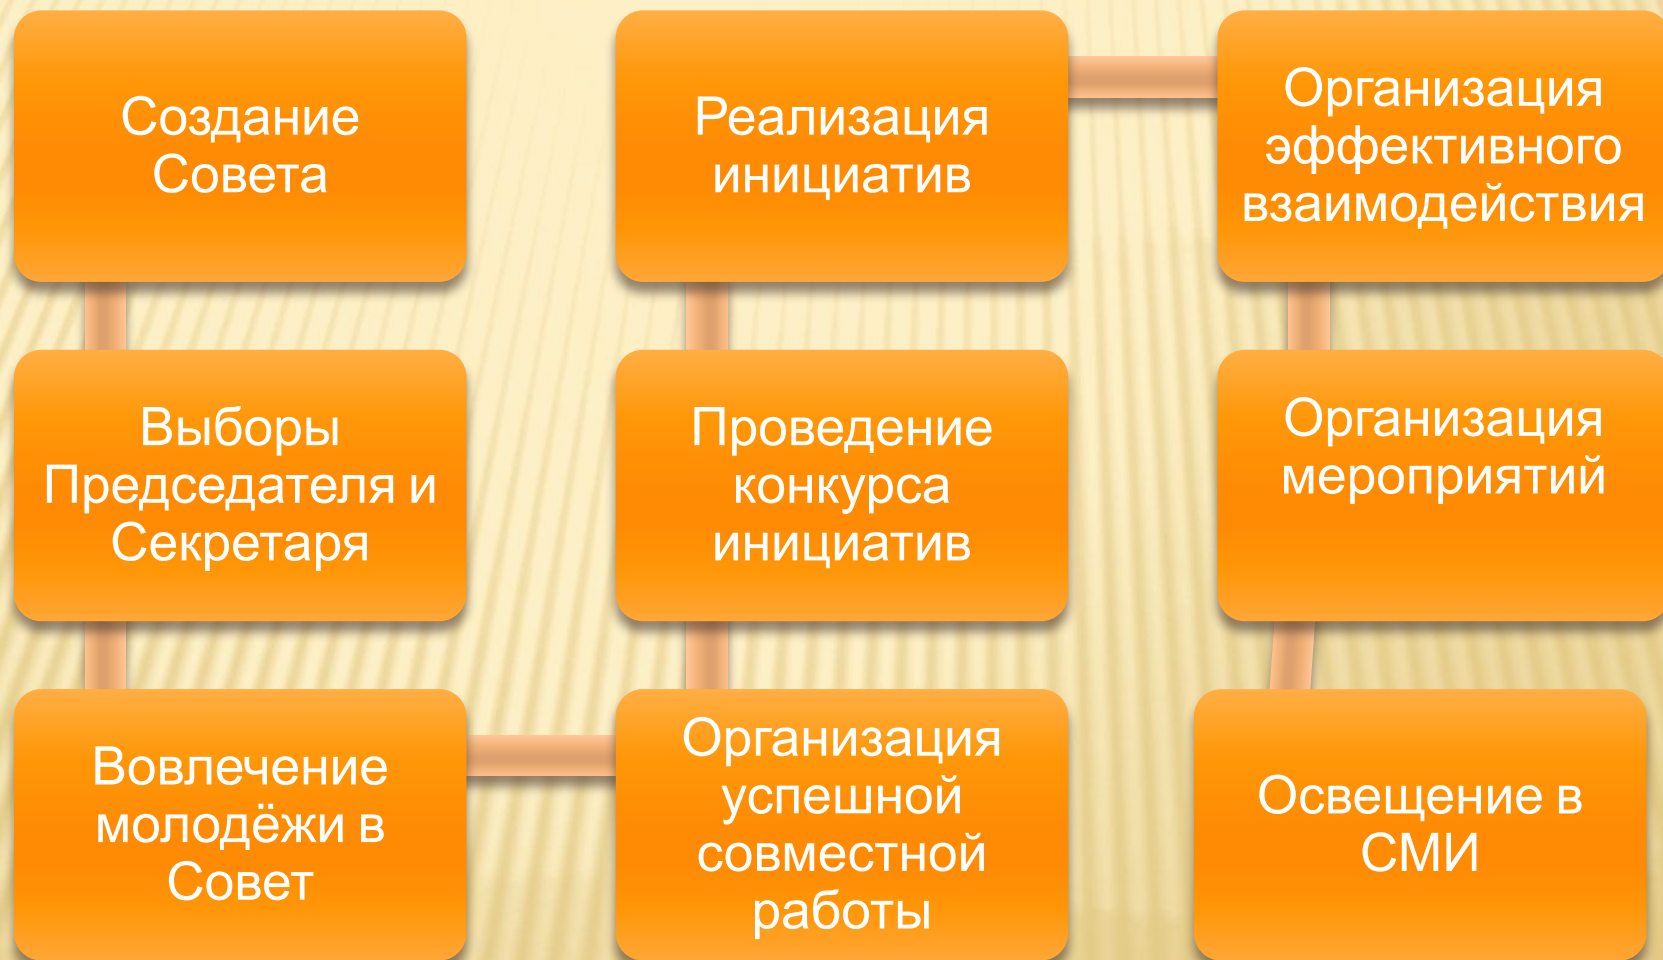 Создание
Совета
Выборы
Председателя и
Секретаря
Вовлечение
молодёжи в
Совет
Организация
успешной
совместной
работы
Проведение
конкурса
инициатив
Реализация
инициатив
Организация
эффективного
взаимодействия
Организация
мероприятий
Освещение в
СМИ